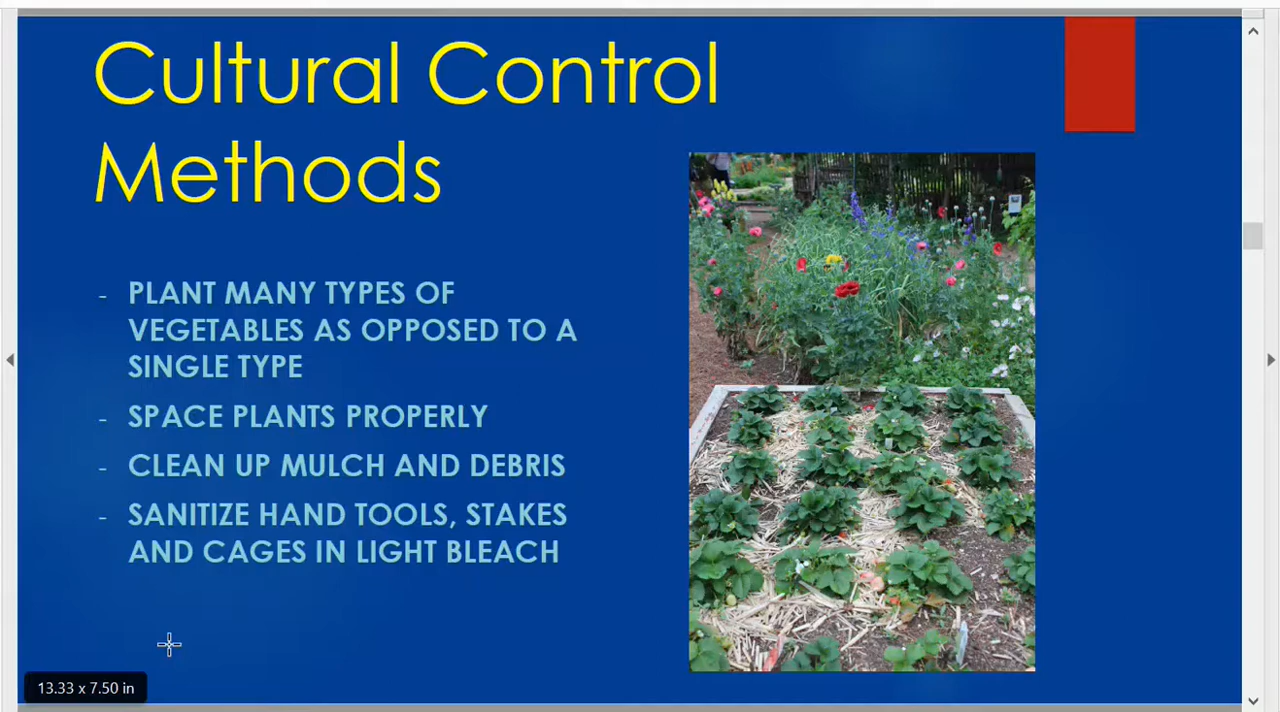 Cultural Control
Methods
- PLANT MANY TYPES OF
VEGETABLES AS OPPOSED TO A
SINGLE TYPE
- SPACE PLANTS PROPERLY
- CLEAN UP MULCH AND DEBRIS
- SANITIZE HAND TOOLS, STAKES
AND CAGES IN LIGHT BLEACH
13.33 x 7.50 in